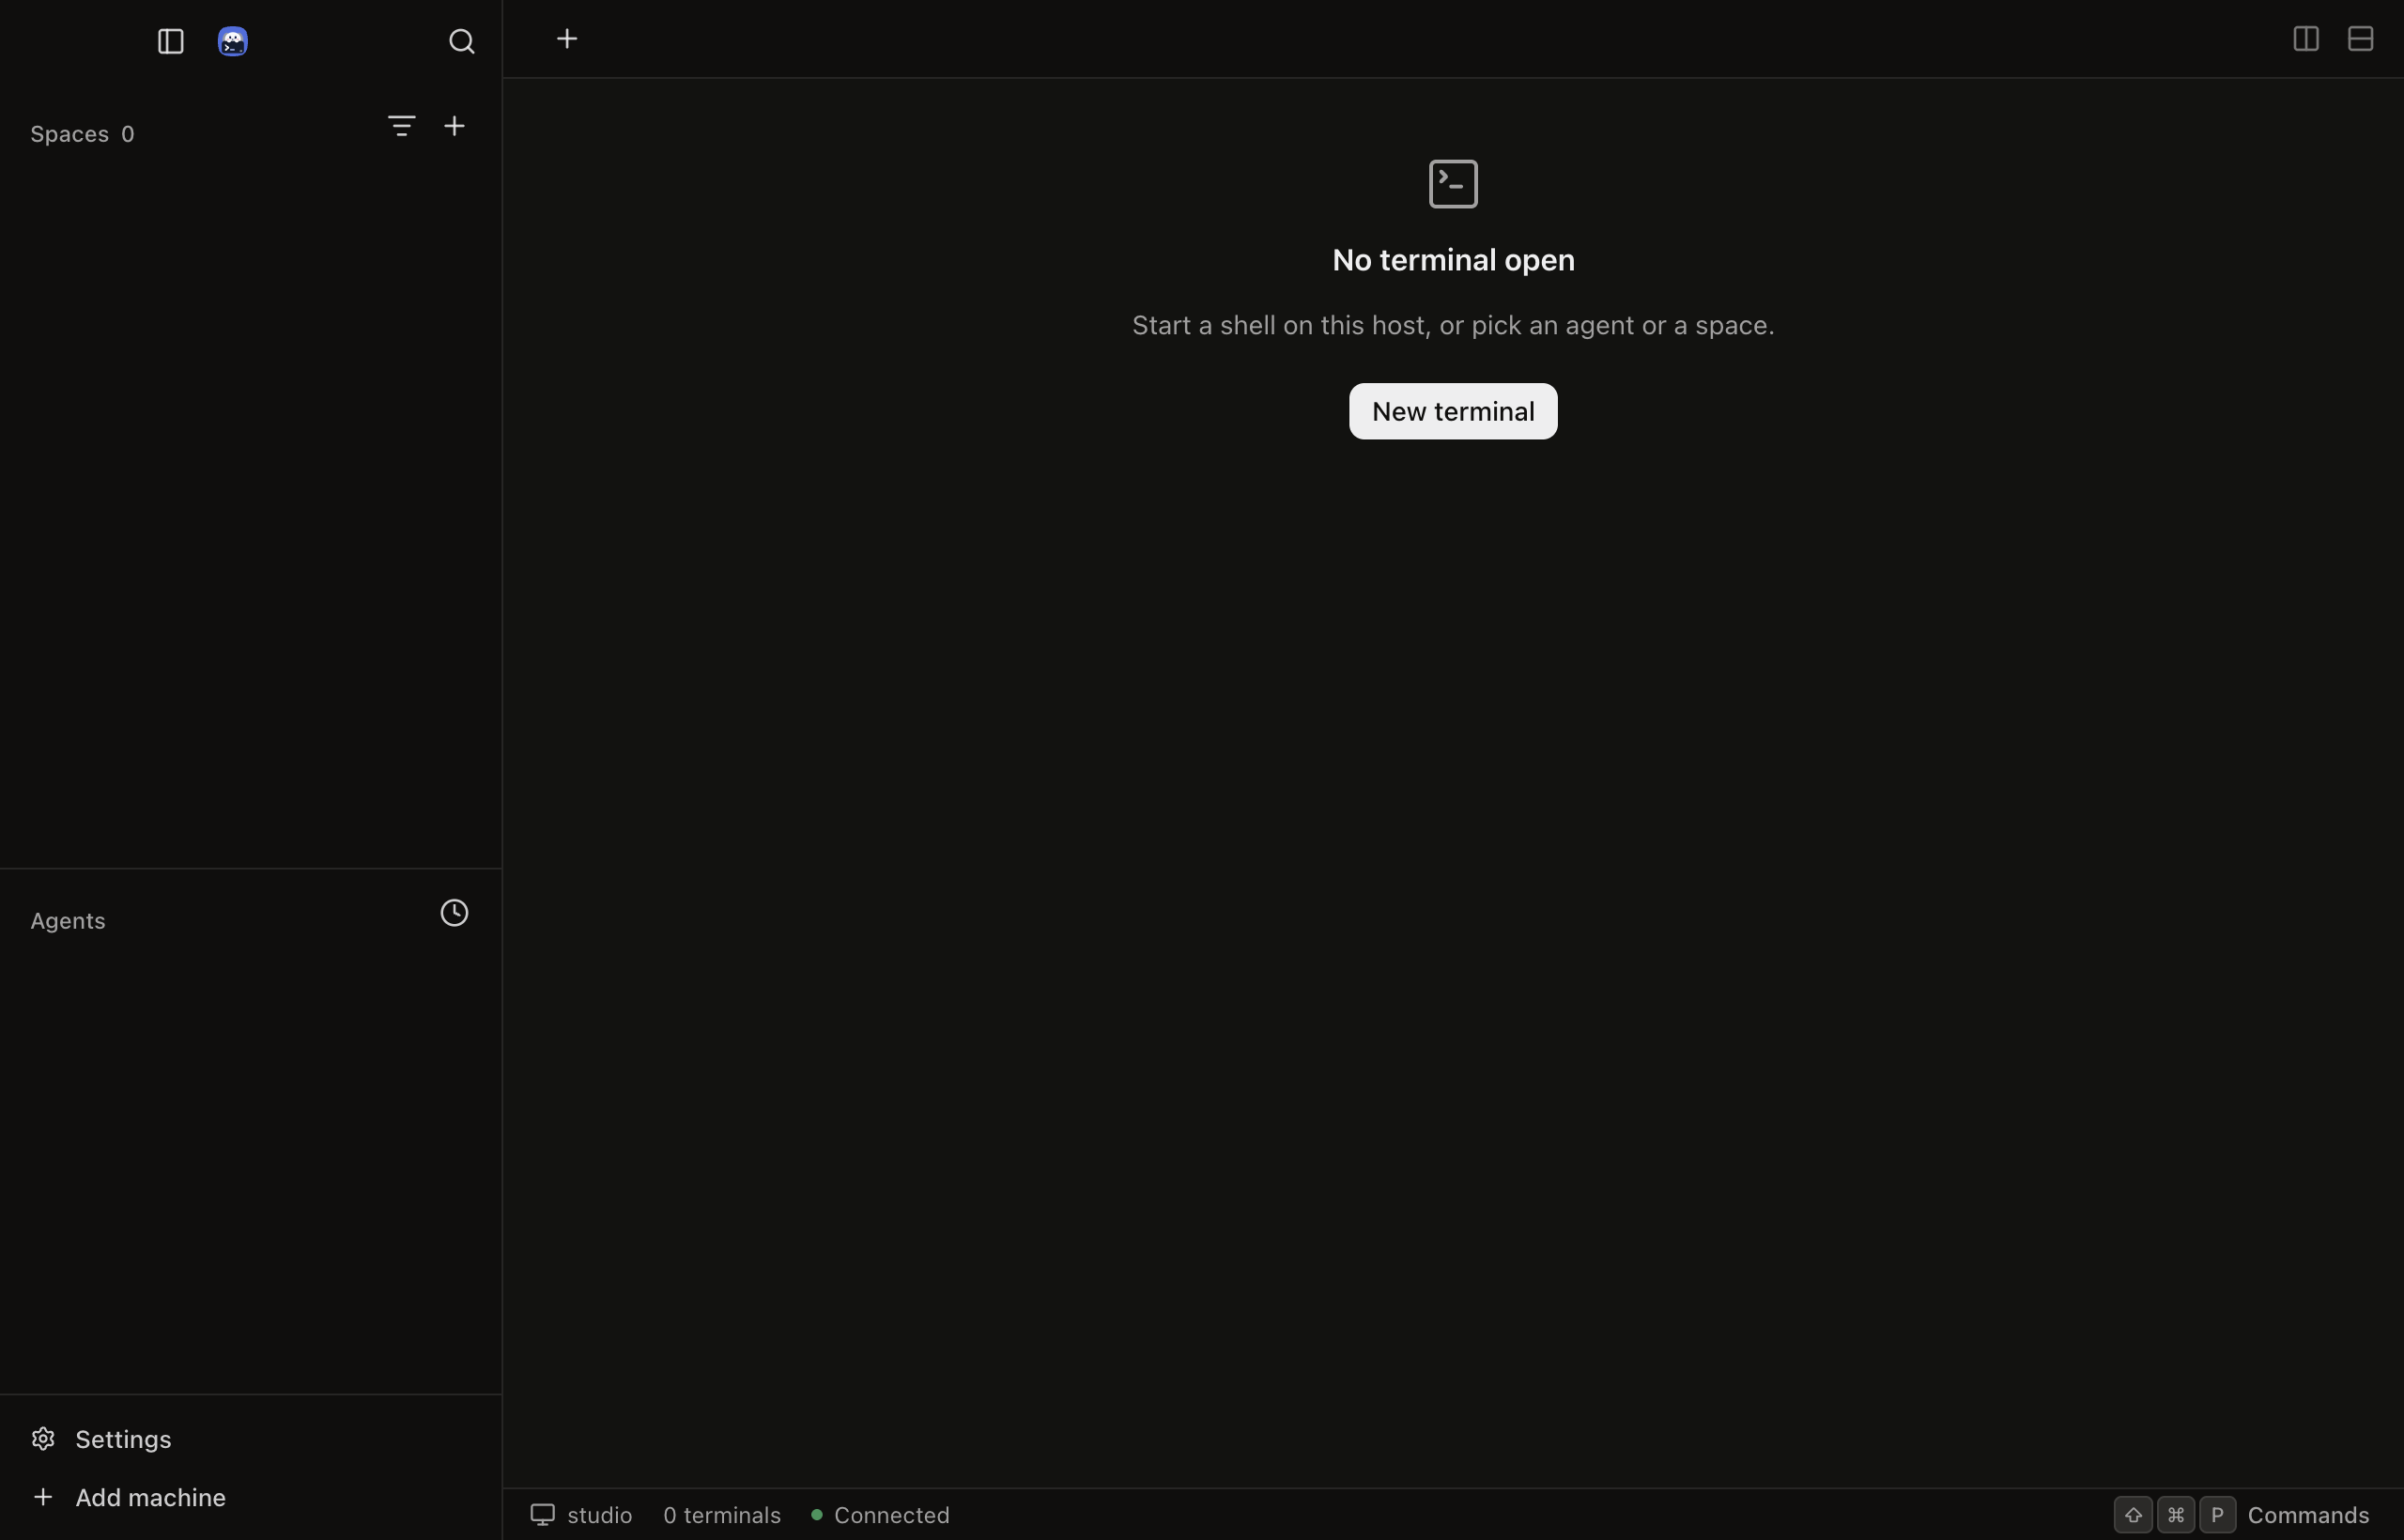 Spaces 0
No terminal open
Start a shell on this host, or pick an agent or a space.
New terminal
Agents
Settings
Add machine
studio 0 terminals Connected
⇧ ⌘ P Commands